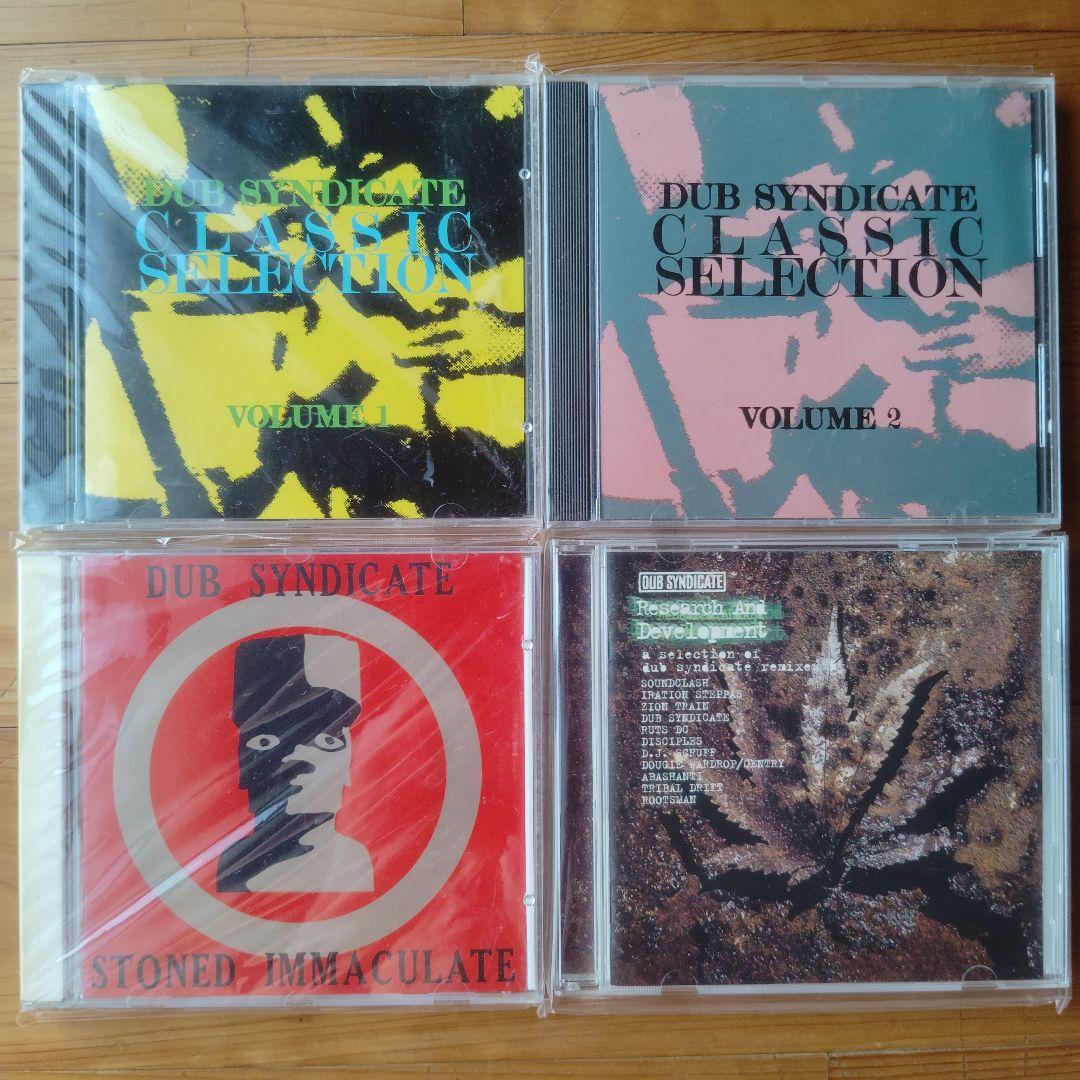 DUB SYNDICATE
CLASSIC
SELECTION
VOLUME 1
DUB SYNDICATE
CLASSIC
SELECTION
VOLUME 2
DUB SYNDICATE
STONED IMMACULATE
DUB SYNDICATE
Research And
Development
a selection of
dub syndicate remixes
SOUNDCLASH
IRATION STEPPAS
ZION TRAIN
DUB SYNDICATE
RUTS DC
DISCIPLES
D.J. SCRUFF
DOUGIE WARDROP/CENTRY
ABASHANTI
TRIBAL DRIFT
ROOTSMAN